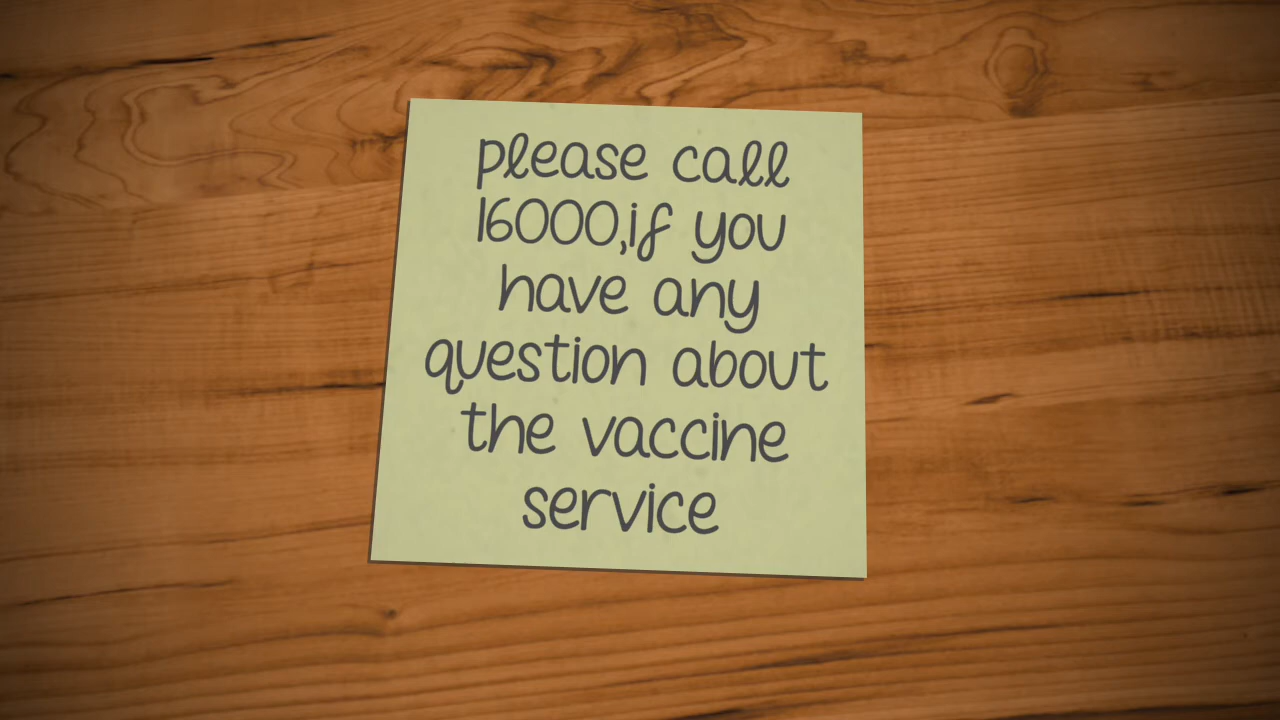 please call
16000,if you
have any
question about
the vaccine
service